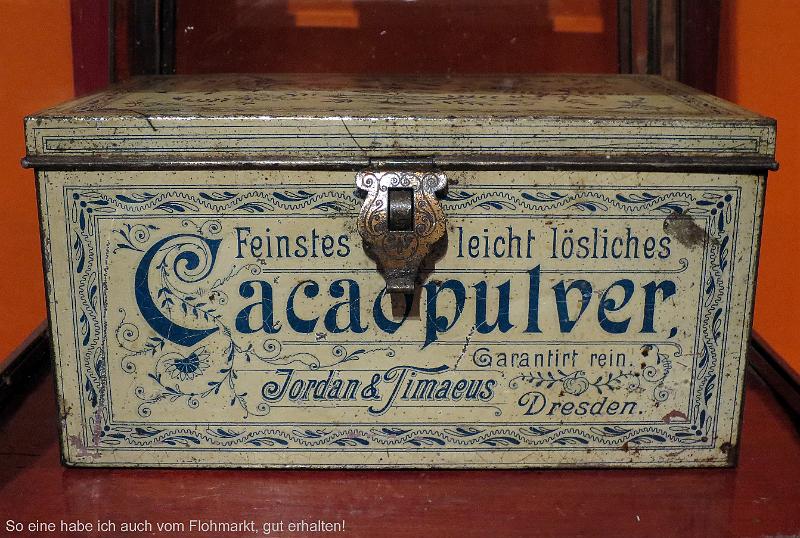 Feinstes leicht lösliches
Cacaopulver,
Garantirt rein.
Jordan & Timaeus
Dresden.
So eine habe ich auch vom Flohmarkt, gut erhalten!